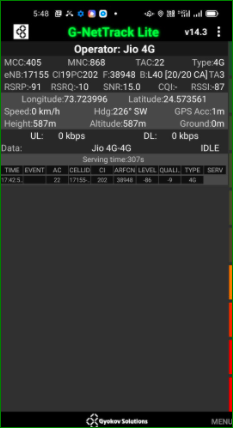 5:48
G-NetTrack Lite v14.3
Operator: Jio 4G
MCC:405 MNC:868 TAC:22 Type:4G
eNB:17155 CI19PC202 F:38948 B:L40 [20/20 CA] TA3
RSRP:-91 RSRQ:-10 SNR:15.0 CQI:- RSSI:-87
Longitude:73.723996 Latitude:24.573561
Speed:0 km/h Hdg:226° SW GPS Acc:1m
Height:587m Altitude:587m Ground:0m
UL: 0 kbps DL: 0 kbps
Data: Jio 4G-4G IDLE
Serving time:307s
TIME EVENT AC CELLID CI ARFCN LEVEL QUALI.. TYPE SERV
17:42:5.. 22 17155-.. 202 38948 -86 -9 4G
Gyokov Solutions MENU